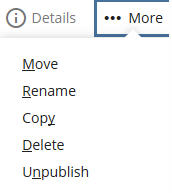 Details ••• More
Move
Rename
Copy
Delete
Unpublish